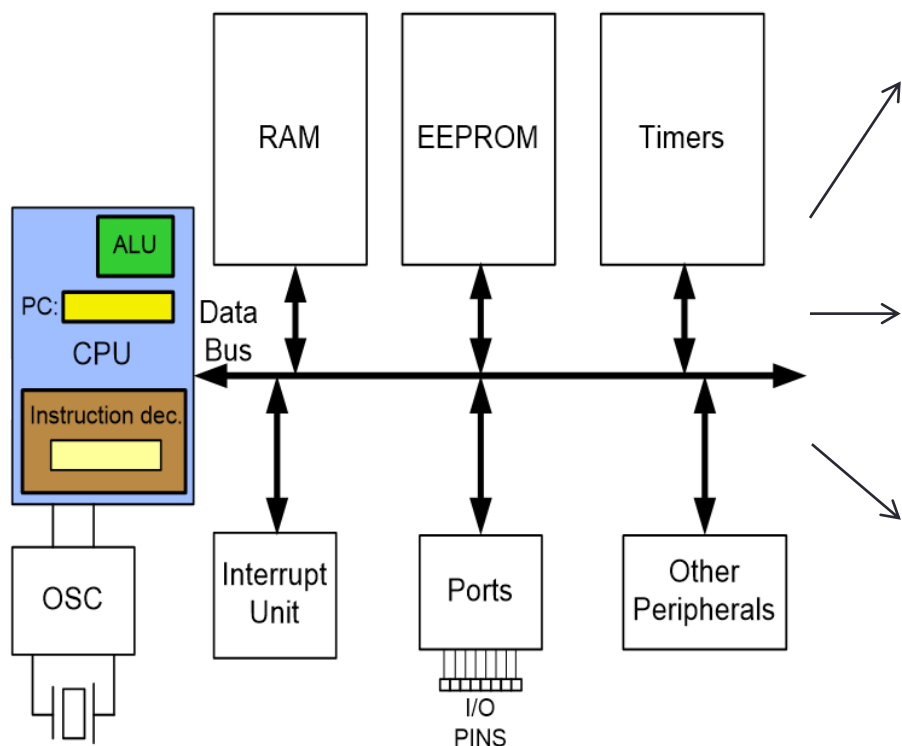 RAM
EEPROM
Timers
ALU
PC:
CPU
Instruction dec.
Data
Bus
OSC
Interrupt
Unit
Ports
I/O
PINS
Other
Peripherals